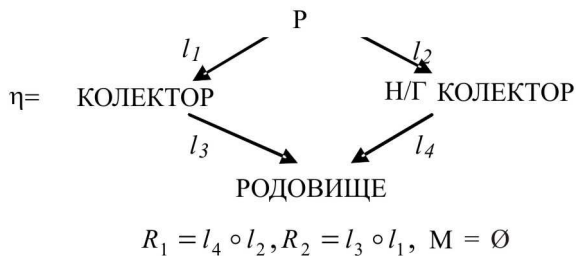 P
l₁ l₂
η= КОЛЕКТОР Н/Г КОЛЕКТОР
l₃ l₄
РОДОВИЩЕ
R₁ = l₄ ∘ l₂, R₂ = l₃ ∘ l₁, M = Ø